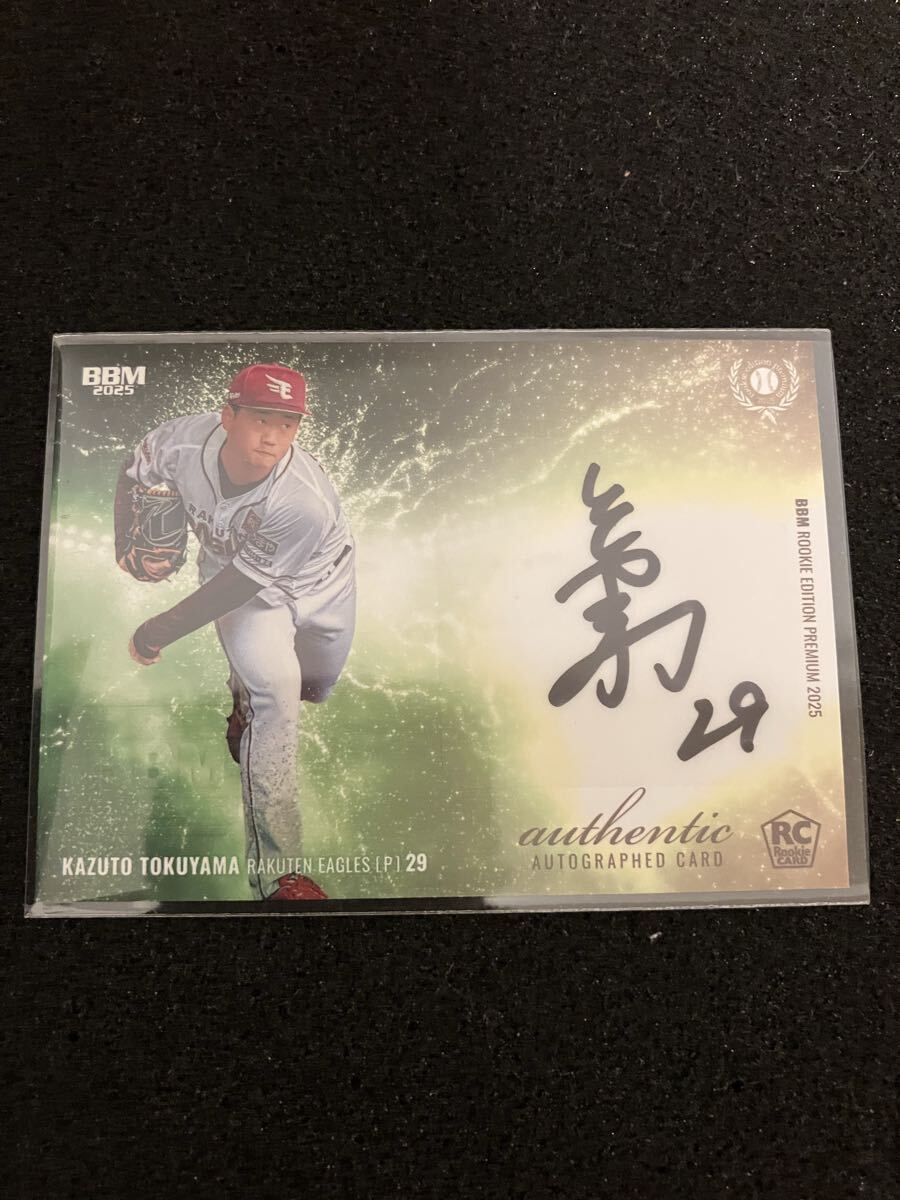 BBM
2025
BBM ROOKIE EDITION PREMIUM 2025
29
authentic
AUTOGRAPHED CARD
RC
Rookie
CARD
KAZUTO TOKUYAMA RAKUTEN EAGLES [P] 29